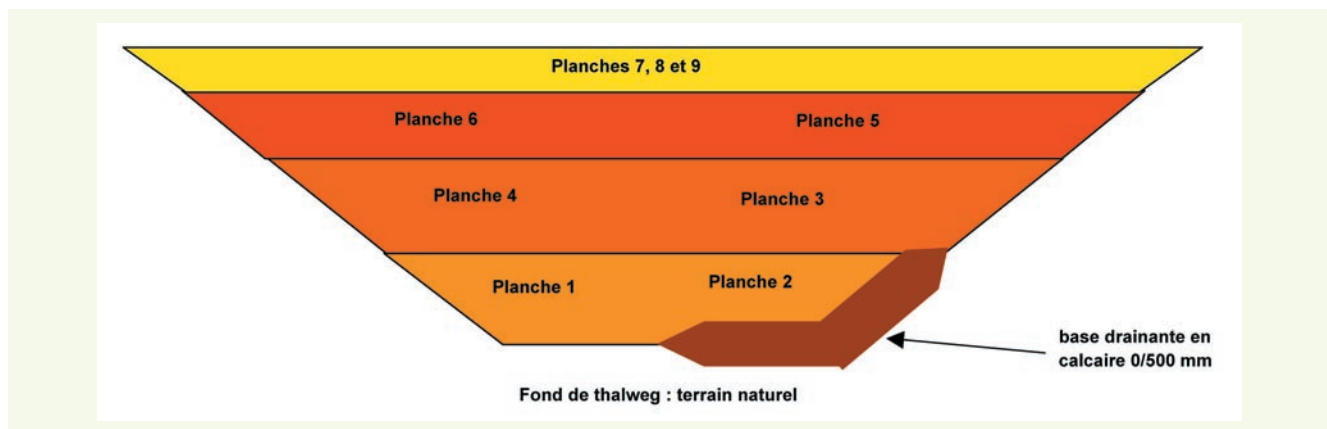 Planches 7, 8 et 9
Planche 6
Planche 5
Planche 4
Planche 3
Planche 1
Planche 2
base drainante en
calcaire 0/500 mm
Fond de thalweg : terrain naturel